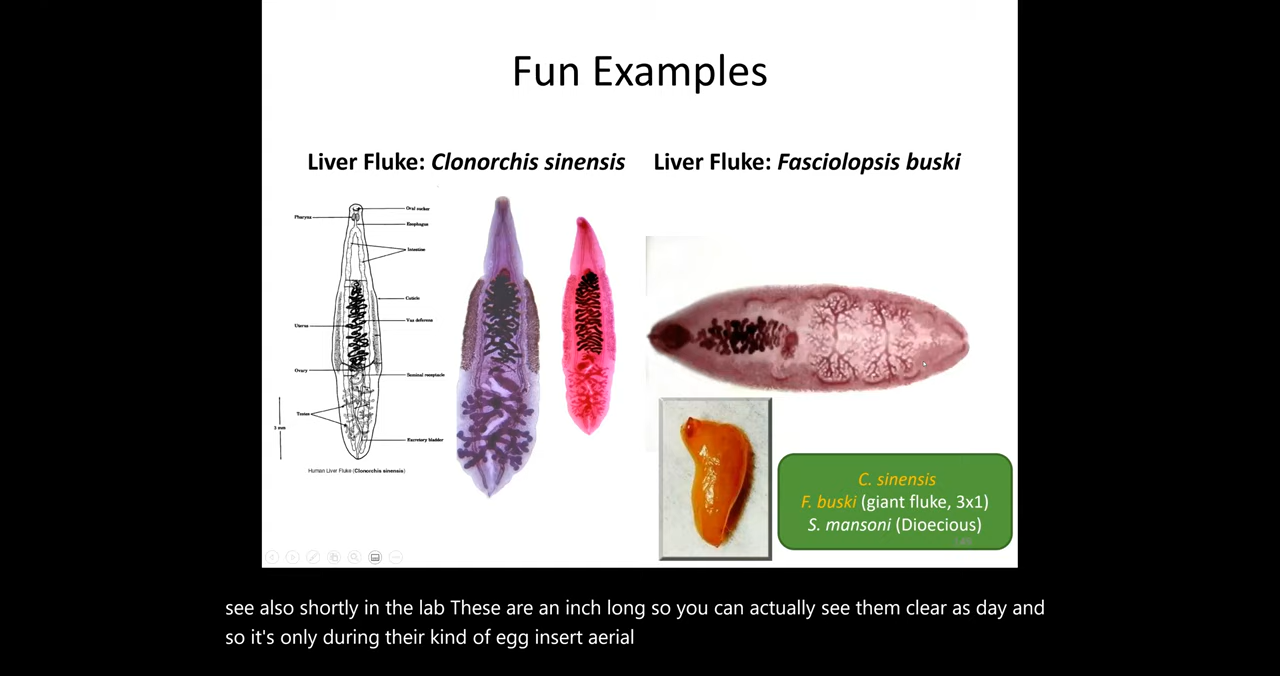 Fun Examples
Liver Fluke: Clonorchis sinensis
Liver Fluke: Fasciolopsis buski
Oral sucker
Pharynx
Esophagus
Intestine
Cuticle
Vas deferens
Uterus
Ovary
Seminal receptacle
Testes
Excretory bladder
Human Liver Fluke (Clonorchis sinensis)
C. sinensis
F. buski (giant fluke, 3x1)
S. mansoni (Dioecious)
see also shortly in the lab These are an inch long so you can actually see them clear as day and
so it's only during their kind of egg insert aerial